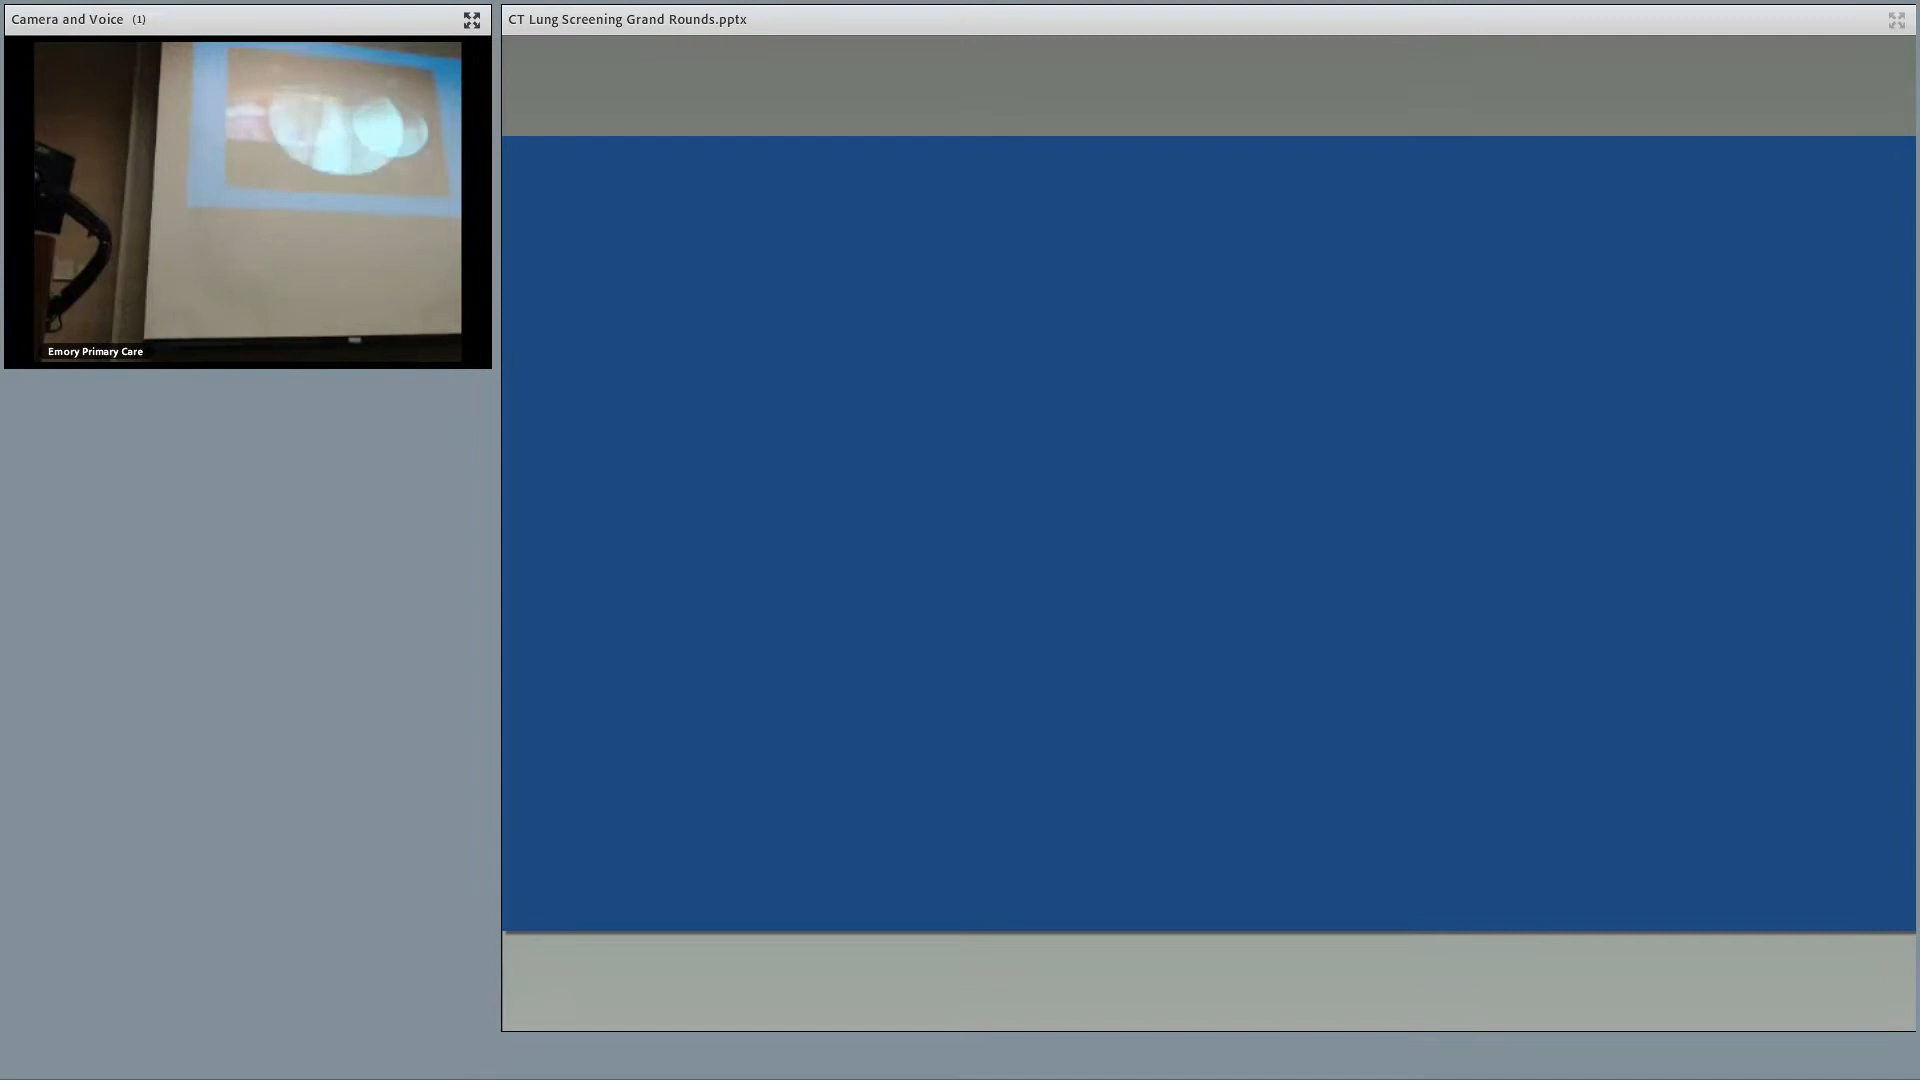 Camera and Voice (1)
CT Lung Screening Grand Rounds.pptx
Emory Primary Care